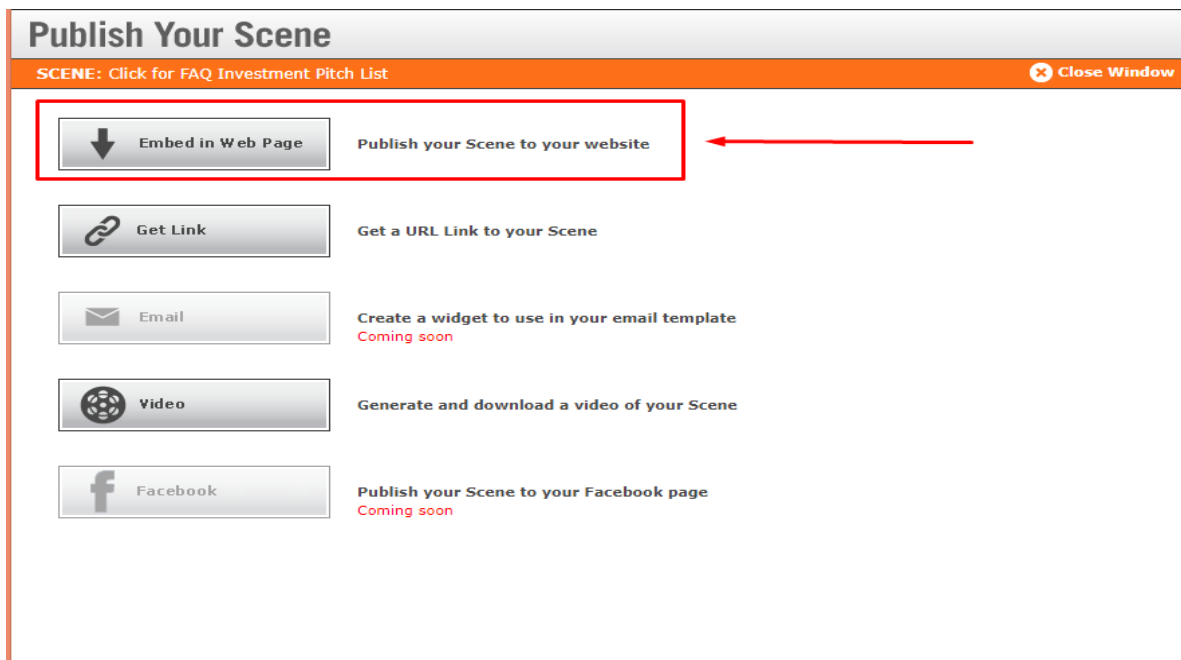 Publish Your Scene
SCENE: Click for FAQ Investment Pitch List
Close Window
Embed in Web Page
Publish your Scene to your website
Get Link
Get a URL Link to your Scene
Email
Create a widget to use in your email template
Coming soon
Video
Generate and download a video of your Scene
Facebook
Publish your Scene to your Facebook page
Coming soon